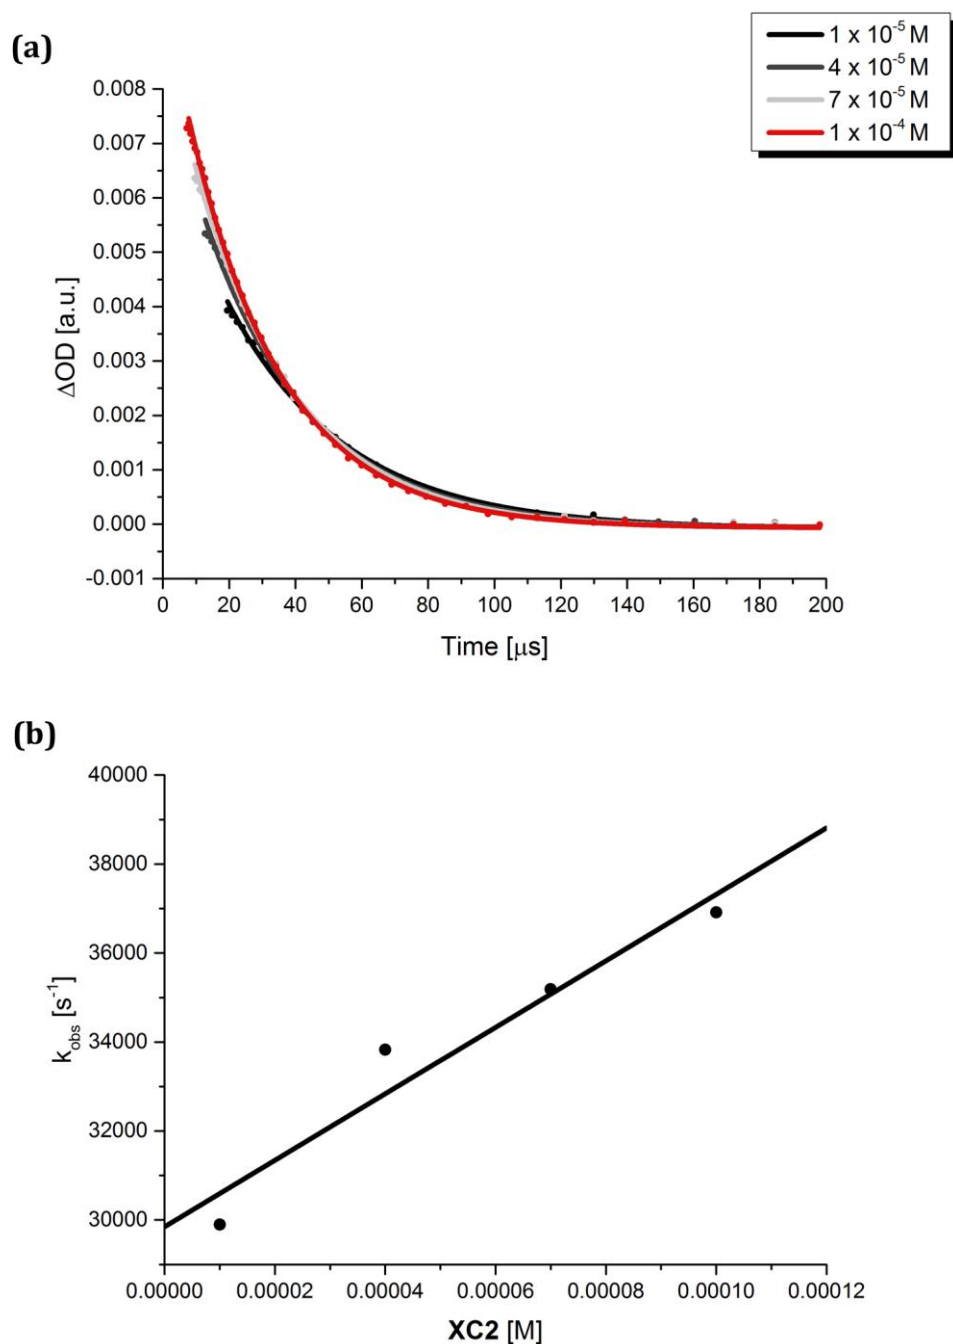 (a)
1 x 10⁻⁵ M
4 x 10⁻⁵ M
7 x 10⁻⁵ M
1 x 10⁻⁴ M
0.008
0.007
0.006
0.005
0.004
0.003
0.002
0.001
0.000
-0.001
ΔOD [a.u.]
0 20 40 60 80 100 120 140 160 180 200
Time [μs]
(b)
40000
38000
36000
34000
32000
30000
k_obs [s⁻¹]
0.00000 0.00002 0.00004 0.00006 0.00008 0.00010 0.00012
XC2 [M]